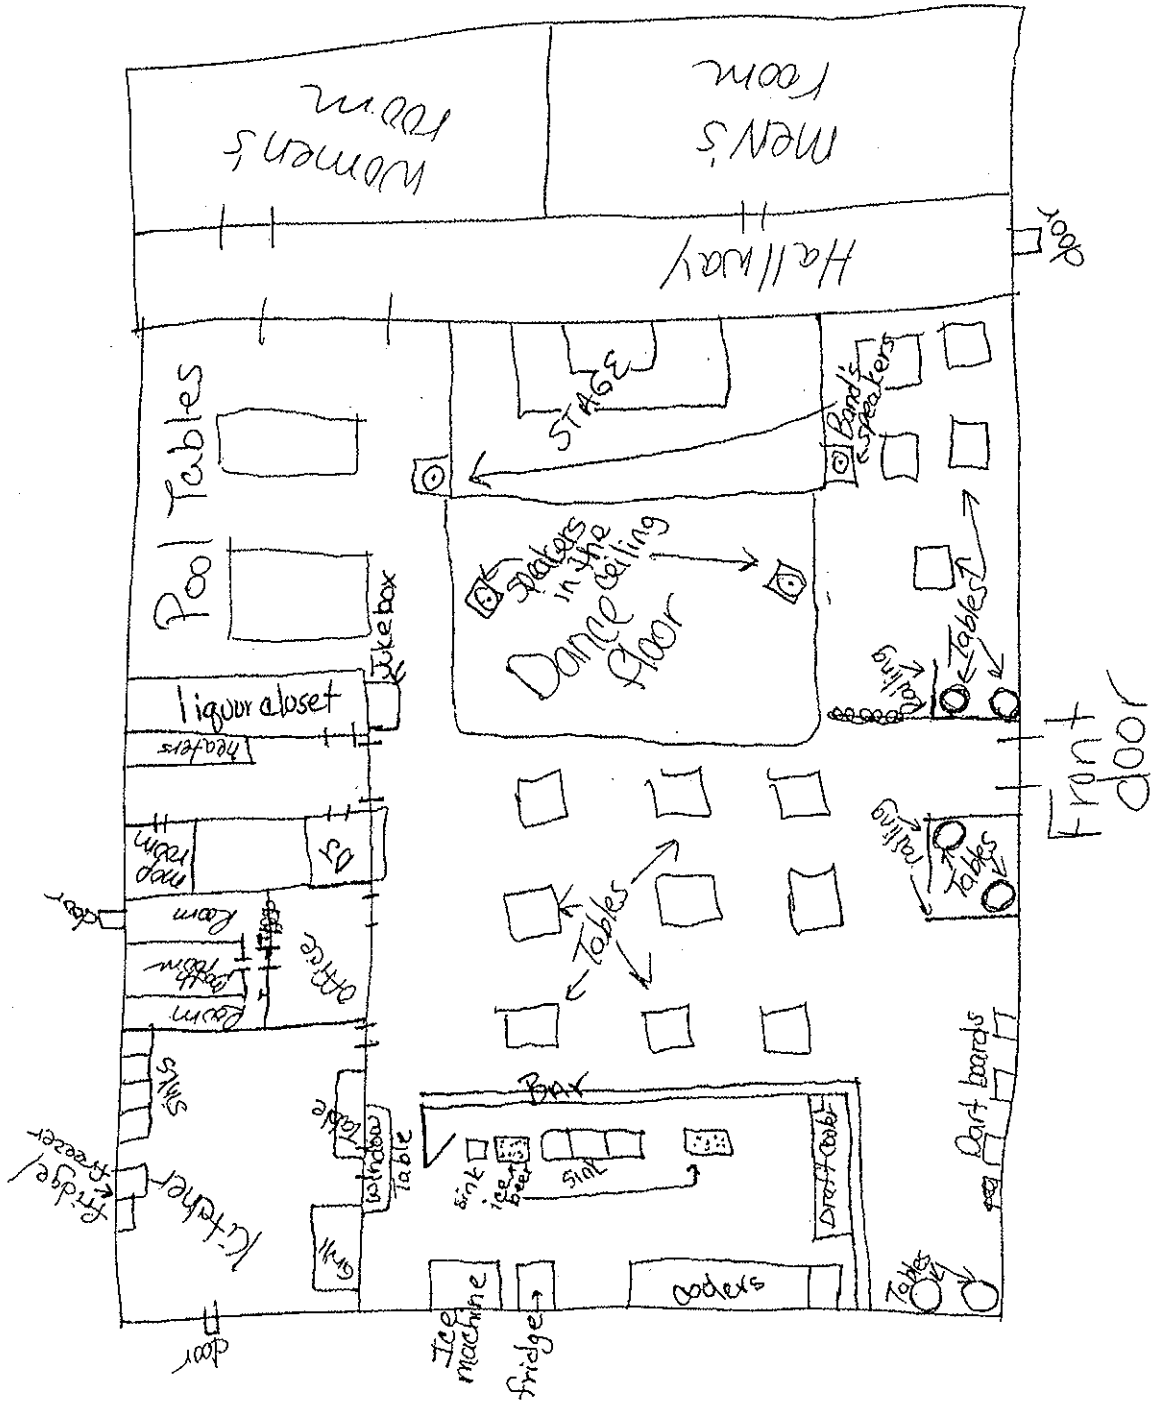 women's
room
men's
room
Hallway
door
Pool Tables
STAGE
Band's
speakers
speakers
in the
ceiling
Dance
floor
Jukebox
liquor closet
heaters
railing
Tables
Front
door
mop
room
DJ
railing
Tables
door
Room
Bath
room
office
Room
Tables
sinks
fridge/
freezer
Kitchen
Table
window
Table
Grill
BAr
sink
ice
beer
sink
Draft cooler
Dart boards
door
Ice
machine
fridge
coolers
Tables